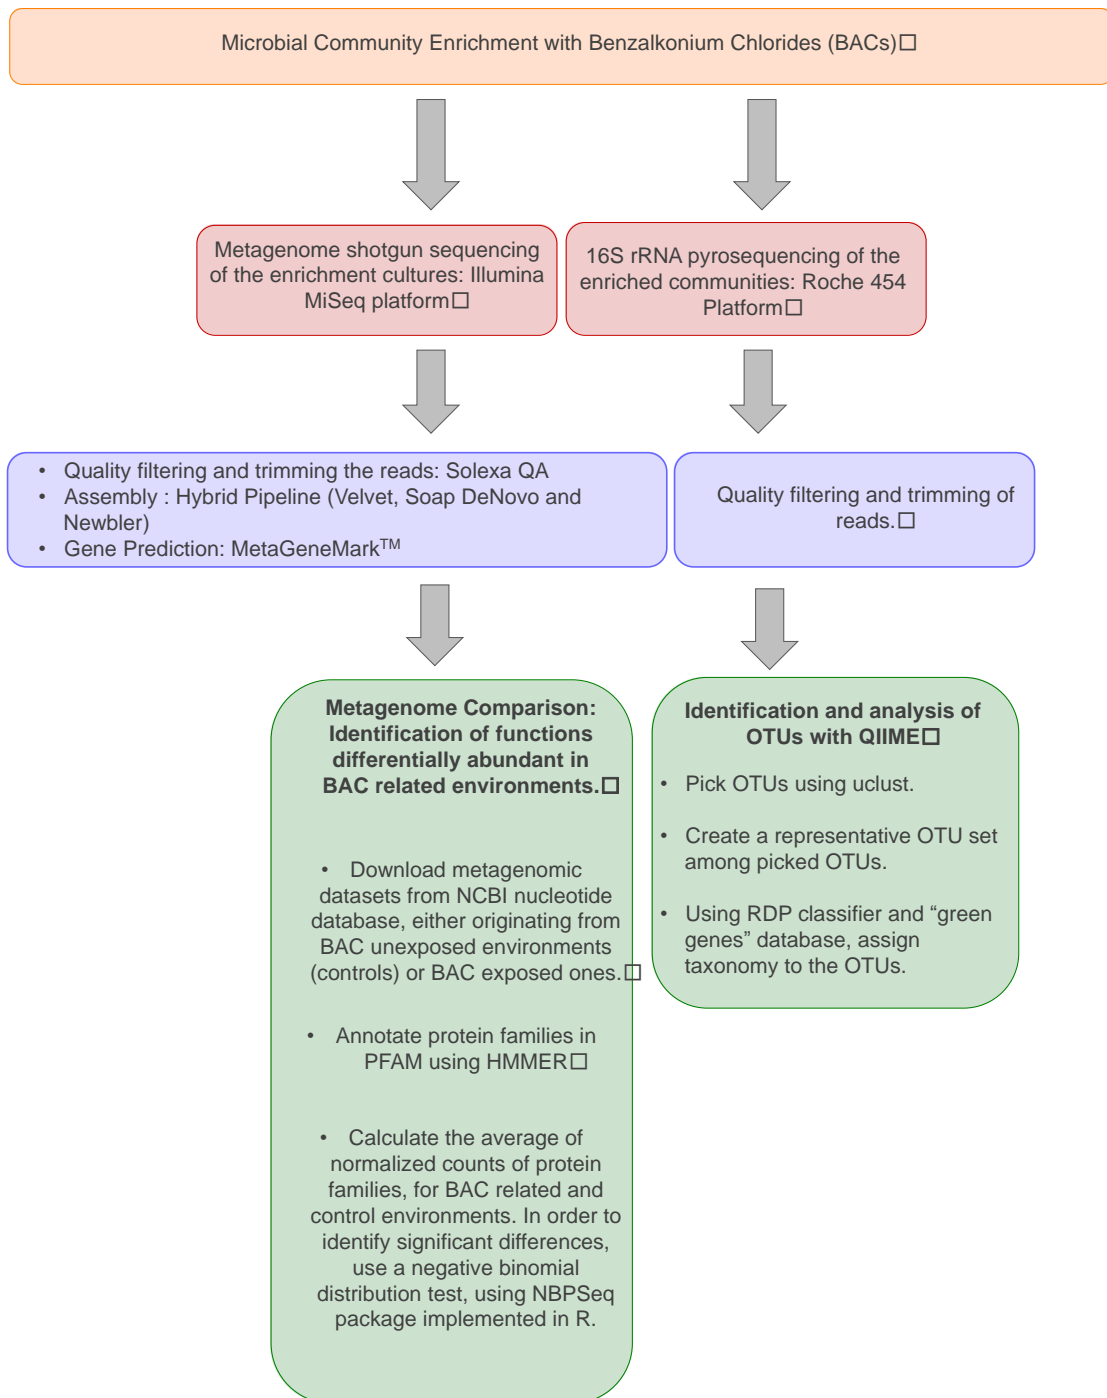 Microbial Community Enrichment with Benzalkonium Chlorides (BACs)□
Metagenome shotgun sequencing
of the enrichment cultures: Illumina
MiSeq platform□
16S rRNA pyrosequencing of the
enriched communities: Roche 454
Platform□
• Quality filtering and trimming the reads: Solexa QA
• Assembly : Hybrid Pipeline (Velvet, Soap DeNovo and
Newbler)
• Gene Prediction: MetaGeneMark™
Quality filtering and trimming of
reads.□
Metagenome Comparison:
Identification of functions
differentially abundant in
BAC related environments.□
• Download metagenomic
datasets from NCBI nucleotide
database, either originating from
BAC unexposed environments
(controls) or BAC exposed ones.□
• Annotate protein families in
PFAM using HMMER□
• Calculate the average of
normalized counts of protein
families, for BAC related and
control environments. In order to
identify significant differences,
use a negative binomial
distribution test, using NBPSeq
package implemented in R.
Identification and analysis of
OTUs with QIIME□
• Pick OTUs using uclust.
• Create a representative OTU set
among picked OTUs.
• Using RDP classifier and “green
genes” database, assign
taxonomy to the OTUs.